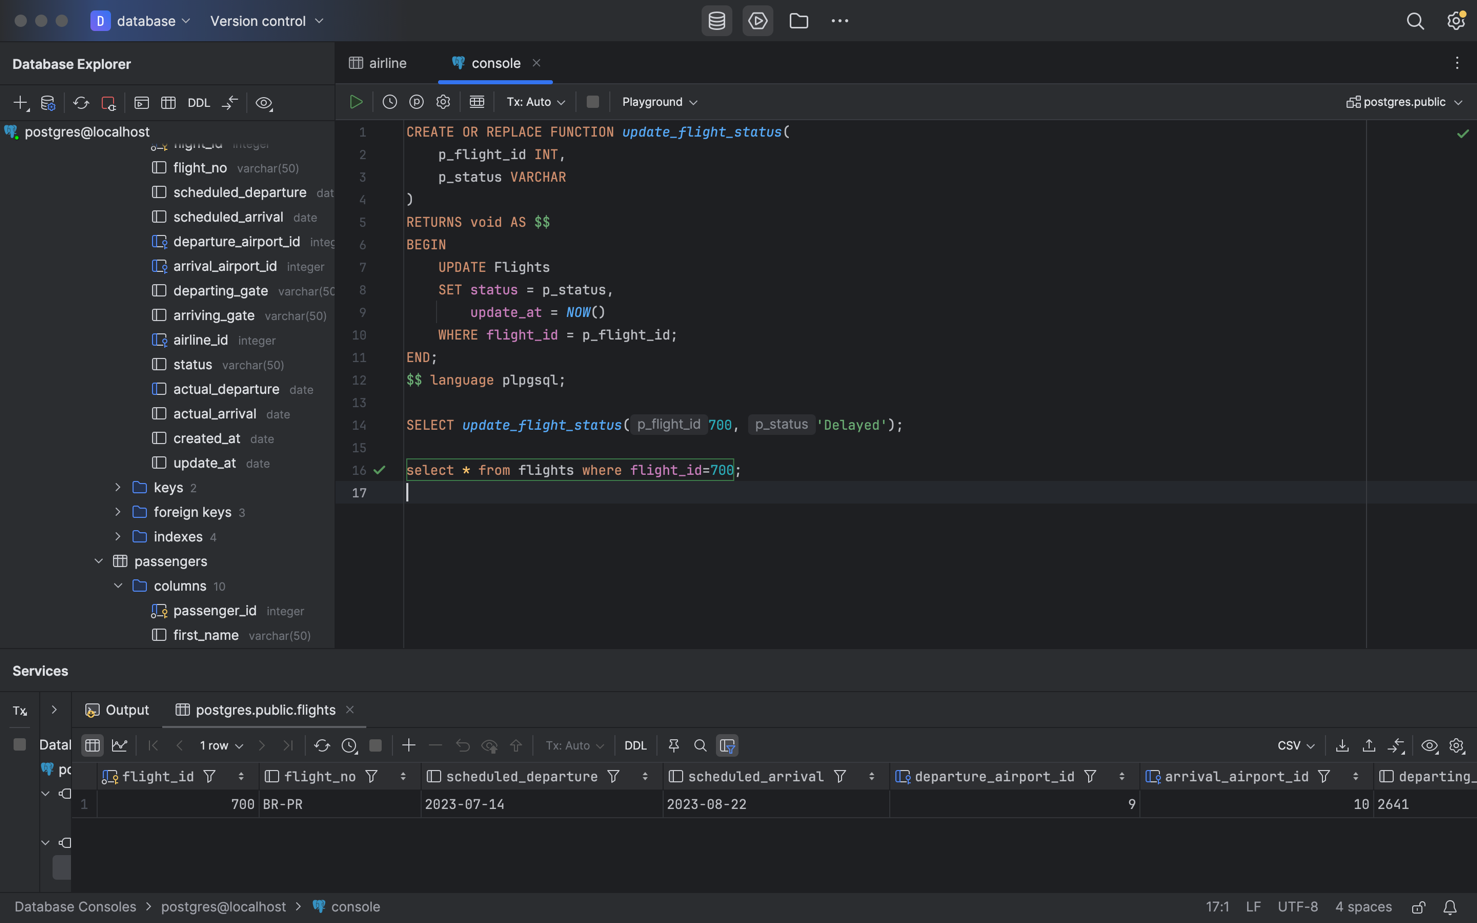 D database
Version control
Database Explorer
airline
console
DDL
Tx: Auto
Playground
postgres.public
postgres@localhost
flight_id integer
flight_no varchar(50)
scheduled_departure dat
scheduled_arrival date
departure_airport_id integ
arrival_airport_id integer
departing_gate varchar(50
arriving_gate varchar(50)
airline_id integer
status varchar(50)
actual_departure date
actual_arrival date
created_at date
update_at date
keys 2
foreign keys 3
indexes 4
passengers
columns 10
passenger_id integer
first_name varchar(50)
1 CREATE OR REPLACE FUNCTION update_flight_status(
2 p_flight_id INT,
3 p_status VARCHAR
4 )
5 RETURNS void AS $$
6 BEGIN
7 UPDATE Flights
8 SET status = p_status,
9 update_at = NOW()
10 WHERE flight_id = p_flight_id;
11 END;
12 $$ language plpgsql;
13
14 SELECT update_flight_status( p_flight_id 700, p_status 'Delayed');
15
16 select * from flights where flight_id=700;
17
Services
Tx
Output
postgres.public.flights
Datal
1 row
Tx: Auto
DDL
CSV
po
flight_id flight_no scheduled_departure scheduled_arrival departure_airport_id arrival_airport_id departing_
1 700 BR-PR 2023-07-14 2023-08-22 9 10 2641
Database Consoles > postgres@localhost > console
17:1 LF UTF-8 4 spaces